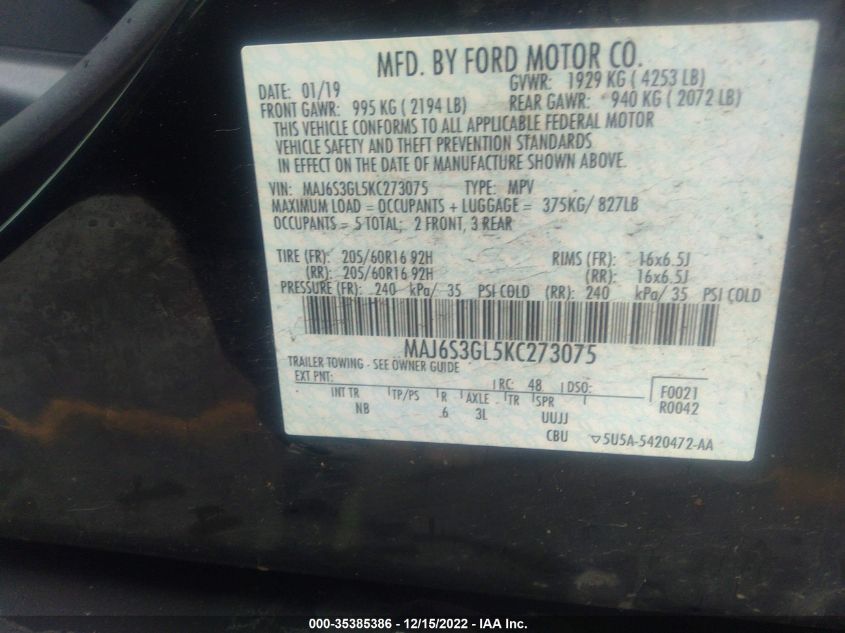 MFD. BY FORD MOTOR CO.
DATE: 01/19 GVWR: 1929 KG ( 4253 LB)
FRONT GAWR: 995 KG ( 2194 LB) REAR GAWR: 940 KG ( 2072 LB)
THIS VEHICLE CONFORMS TO ALL APPLICABLE FEDERAL MOTOR
VEHICLE SAFETY AND THEFT PREVENTION STANDARDS
IN EFFECT ON THE DATE OF MANUFACTURE SHOWN ABOVE.
VIN: MAJ6S3GL5KC273075 TYPE: MPV
MAXIMUM LOAD = OCCUPANTS + LUGGAGE = 375KG/ 827LB
OCCUPANTS = 5 TOTAL; 2 FRONT, 3 REAR
TIRE (FR): 205/60R16 92H RIMS (FR): 16x6.5J
(RR): 205/60R16 92H (RR): 16x6.5J
PRESSURE (FR): 240 kPa/ 35 PSI COLD (RR): 240 kPa/ 35 PSI COLD
MAJ6S3GL5KC273075
TRAILER TOWING - SEE OWNER GUIDE
EXT PNT: RC: 48 DSO: F0021
INT TR TP/PS R AXLE TR SPR R0042
NB 6 3L UUJJ
CBU ▽5U5A-5420472-AA
000-35385386 - 12/15/2022 - IAA Inc.